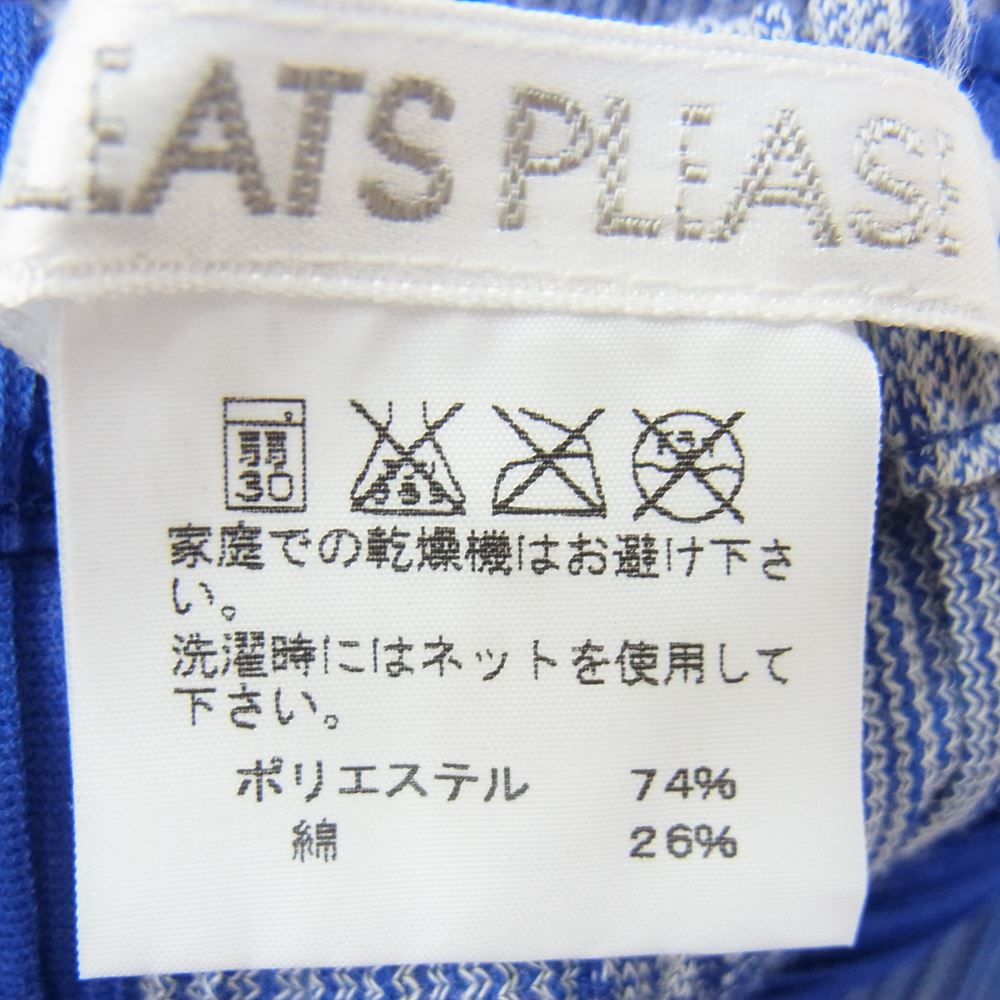 LEATS PLEASE
弱
30
家庭での乾燥機はお避け下さ
い。
洗濯時にはネットを使用して
下さい。
ポリエステル 74%
綿 26%